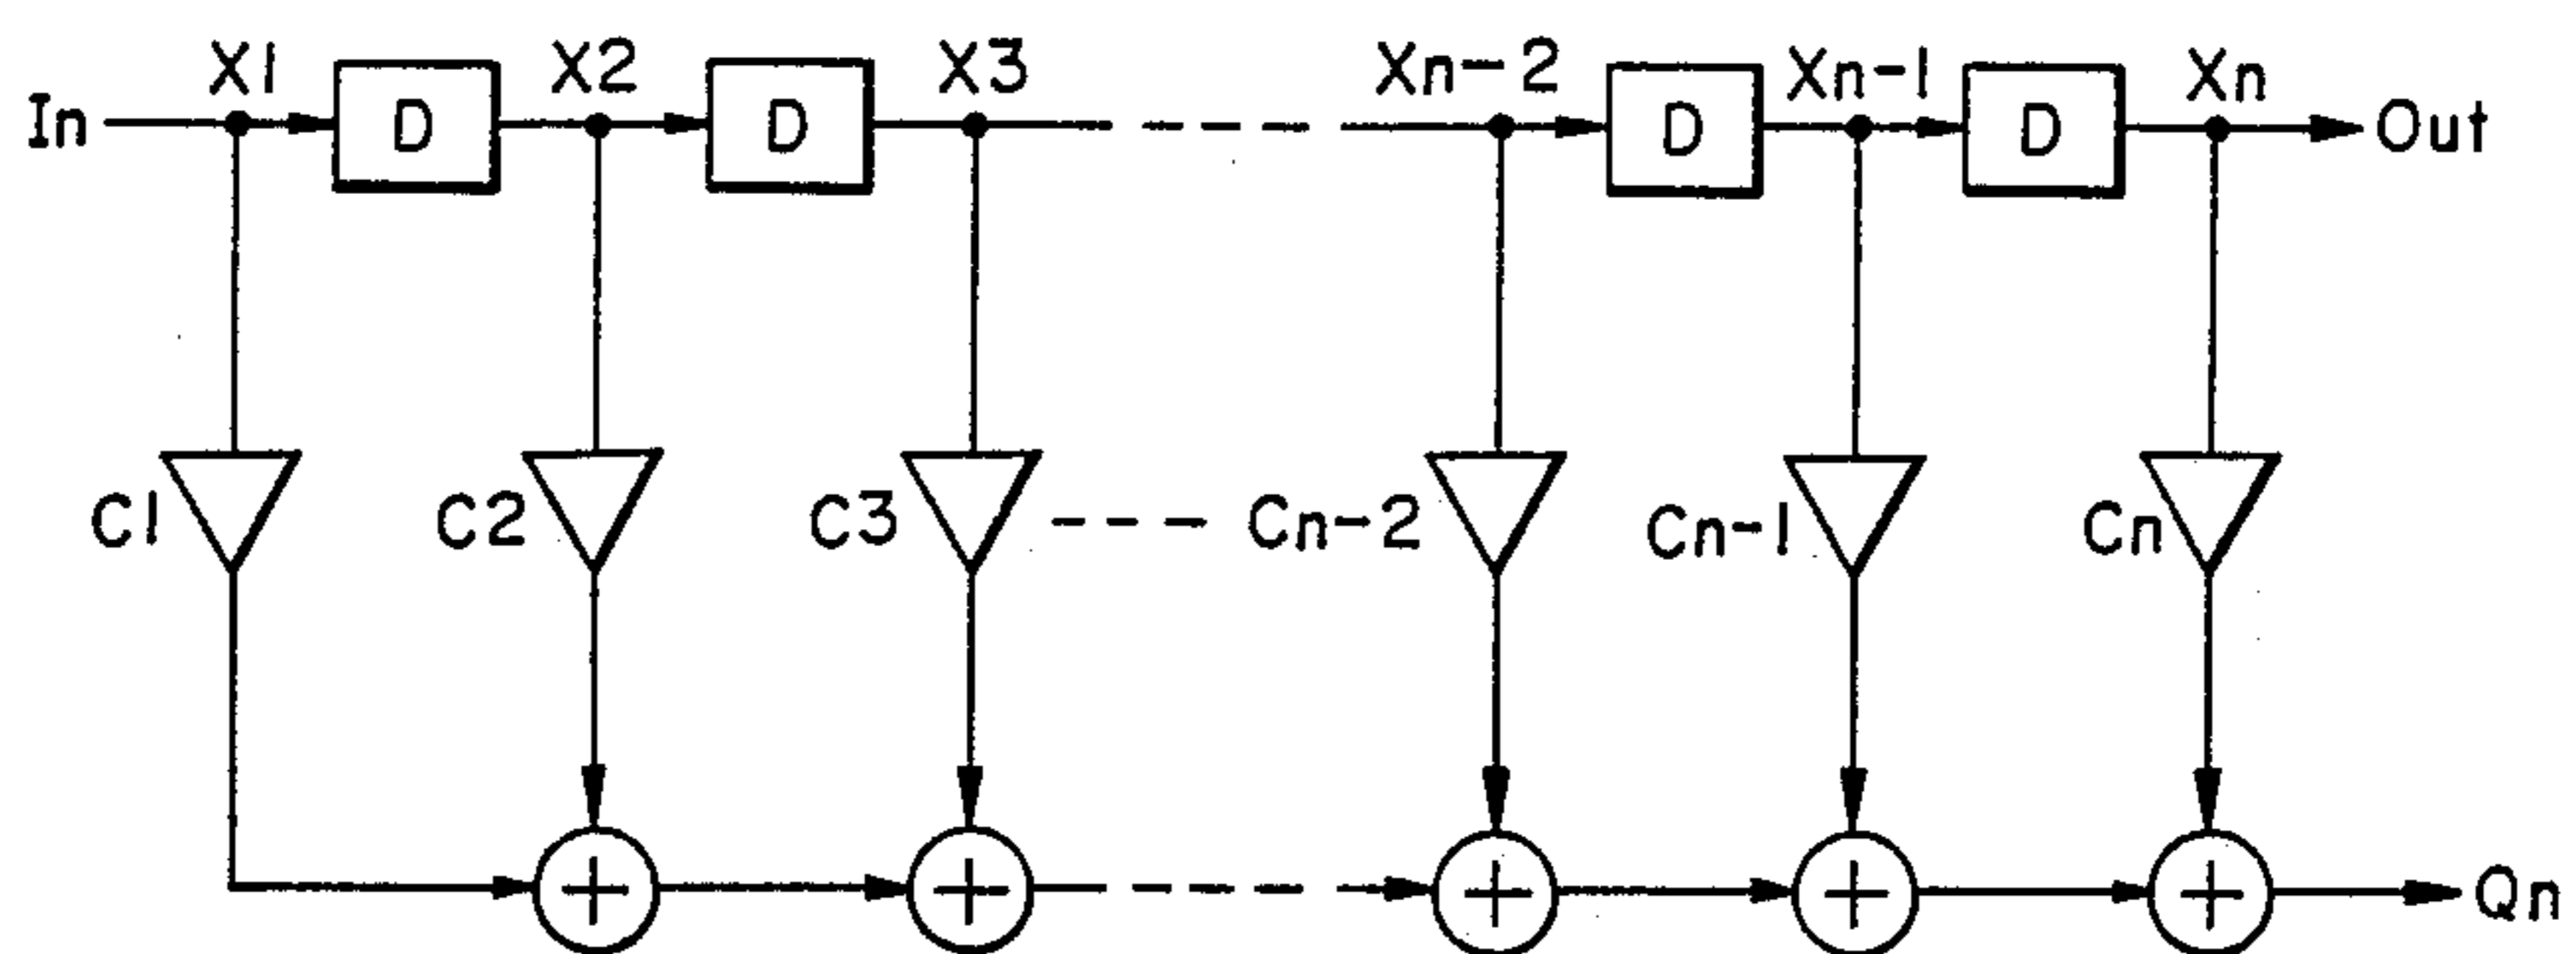 X1 X2 X3 Xn-2 Xn-1 Xn
In D D D D Out
C1 C2 C3 Cn-2 Cn-1 Cn
+ + + + + Qn